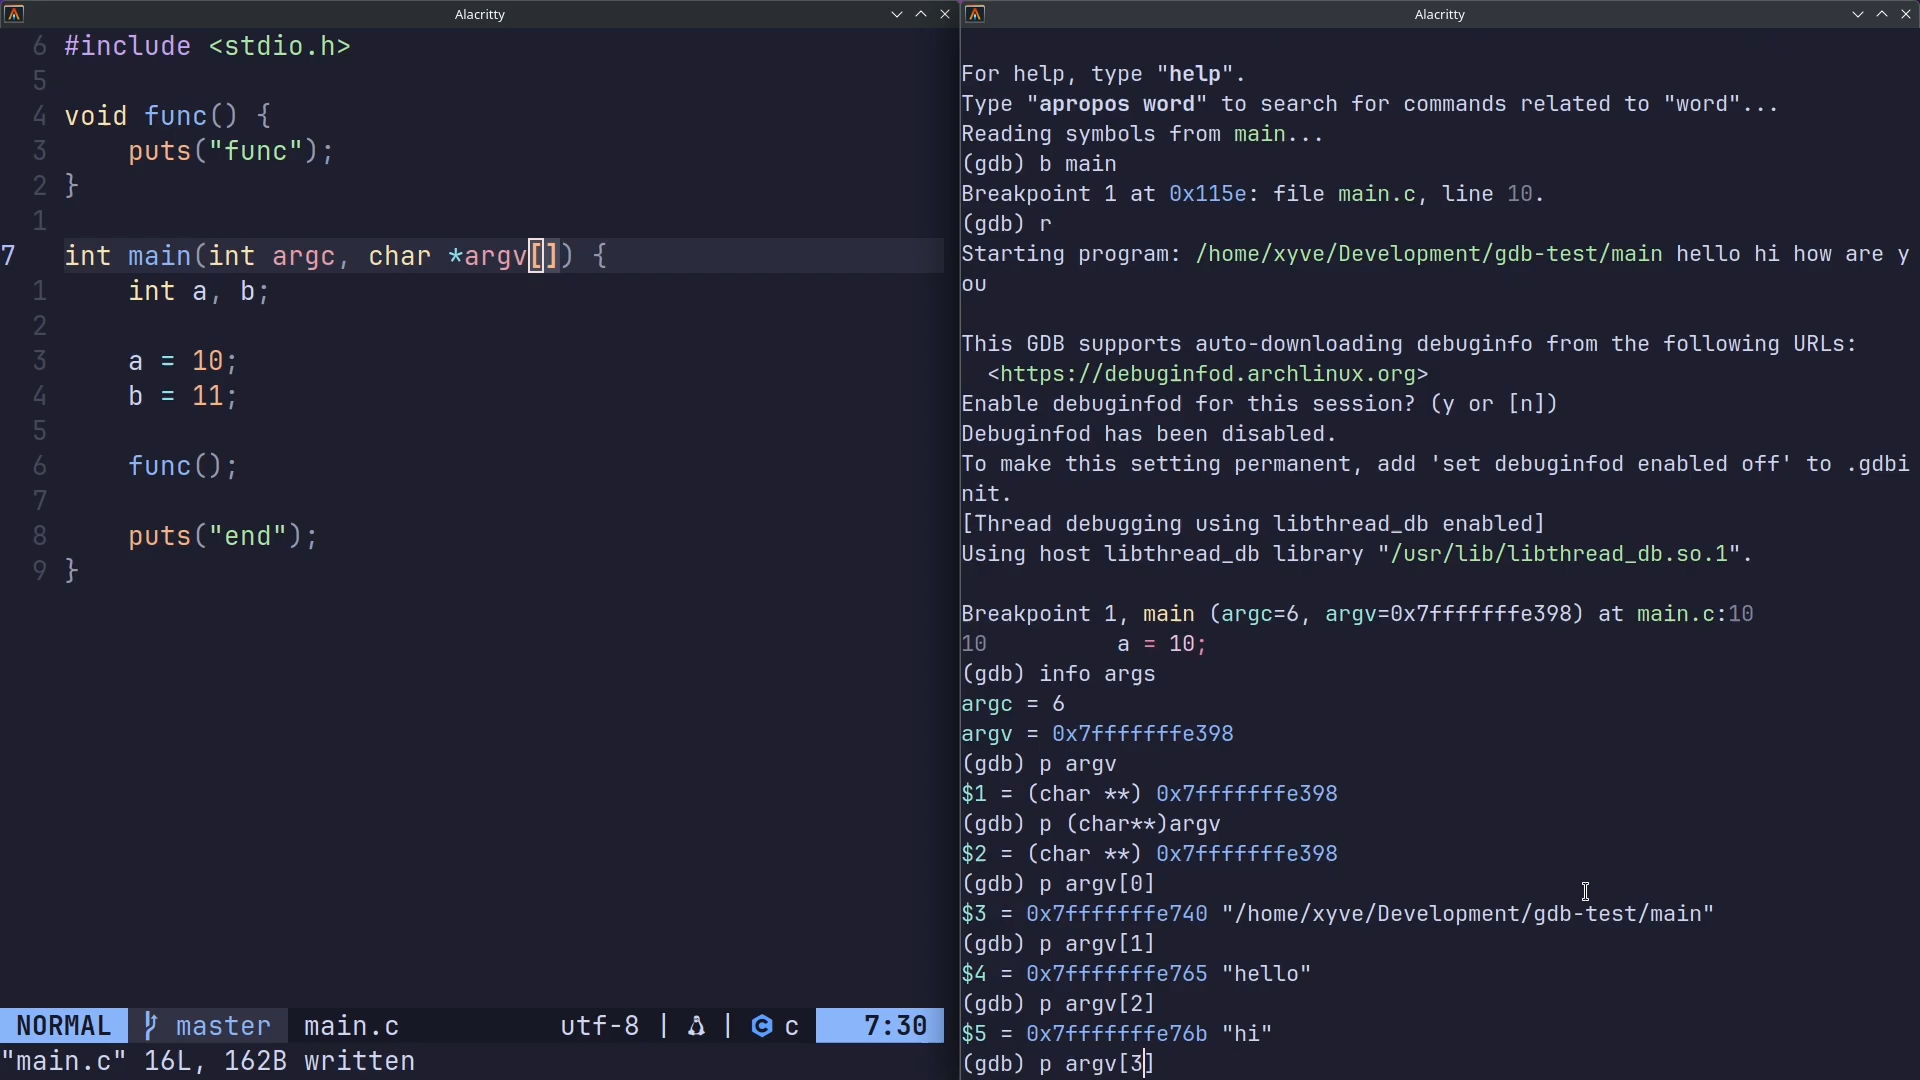 Alacritty
6 #include <stdio.h>
5
4 void func() {
3     puts("func");
2 }
1
7 int main(int argc, char *argv[]) {
1     int a, b;
2
3     a = 10;
4     b = 11;
5
6     func();
7
8     puts("end");
9 }
NORMAL master main.c utf-8 | | c 7:30
"main.c" 16L, 162B written
Alacritty
For help, type "help".
Type "apropos word" to search for commands related to "word"...
Reading symbols from main...
(gdb) b main
Breakpoint 1 at 0x115e: file main.c, line 10.
(gdb) r
Starting program: /home/xyve/Development/gdb-test/main hello hi how are y
ou
This GDB supports auto-downloading debuginfo from the following URLs:
  <https://debuginfod.archlinux.org>
Enable debuginfod for this session? (y or [n])
Debuginfod has been disabled.
To make this setting permanent, add 'set debuginfod enabled off' to .gdbi
nit.
[Thread debugging using libthread_db enabled]
Using host libthread_db library "/usr/lib/libthread_db.so.1".
Breakpoint 1, main (argc=6, argv=0x7fffffffe398) at main.c:10
10          a = 10;
(gdb) info args
argc = 6
argv = 0x7fffffffe398
(gdb) p argv
$1 = (char **) 0x7fffffffe398
(gdb) p (char**)argv
$2 = (char **) 0x7fffffffe398
(gdb) p argv[0]
$3 = 0x7fffffffe740 "/home/xyve/Development/gdb-test/main"
(gdb) p argv[1]
$4 = 0x7fffffffe765 "hello"
(gdb) p argv[2]
$5 = 0x7fffffffe76b "hi"
(gdb) p argv[3]